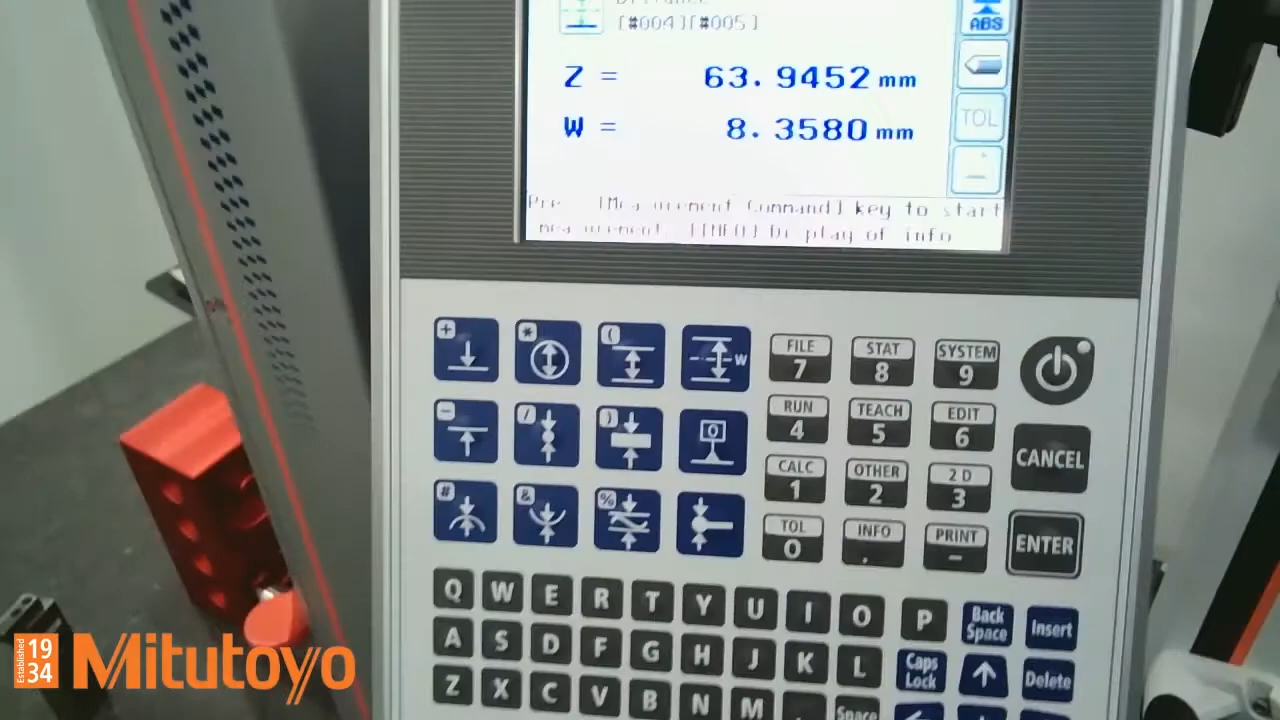 [#004][#005]
ABS
Z = 63.9452 mm
TOL
W = 8.3580 mm
[Measurement Command] key to start
measurement. [INFO] Display of info
+ * ( W FILE 7 STAT 8 SYSTEM 9
- / ) 0 RUN 4 TEACH 5 EDIT 6 CANCEL
# & % CALC 1 OTHER 2 2 D 3
TOL 0 INFO . PRINT - ENTER
Q W E R T Y U I O P Back Space Insert
A S D F G H J K L Caps Lock Delete
Z X C V B N M Space
Established 1934 Mitutoyo